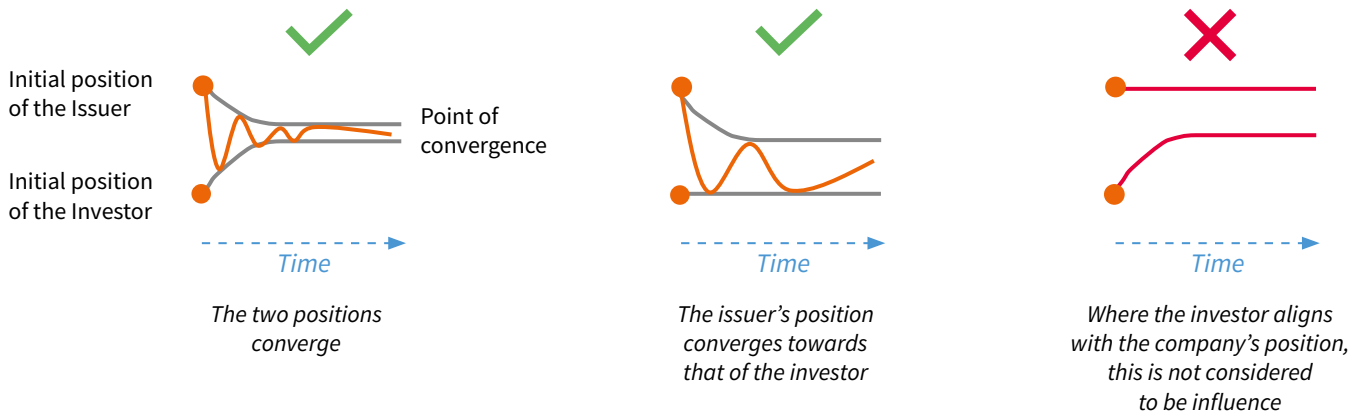 Initial position
of the Issuer
Initial position
of the Investor
Point of
convergence
Time
The two positions
converge
Time
The issuer’s position
converges towards
that of the investor
Time
Where the investor aligns
with the company’s position,
this is not considered
to be influence